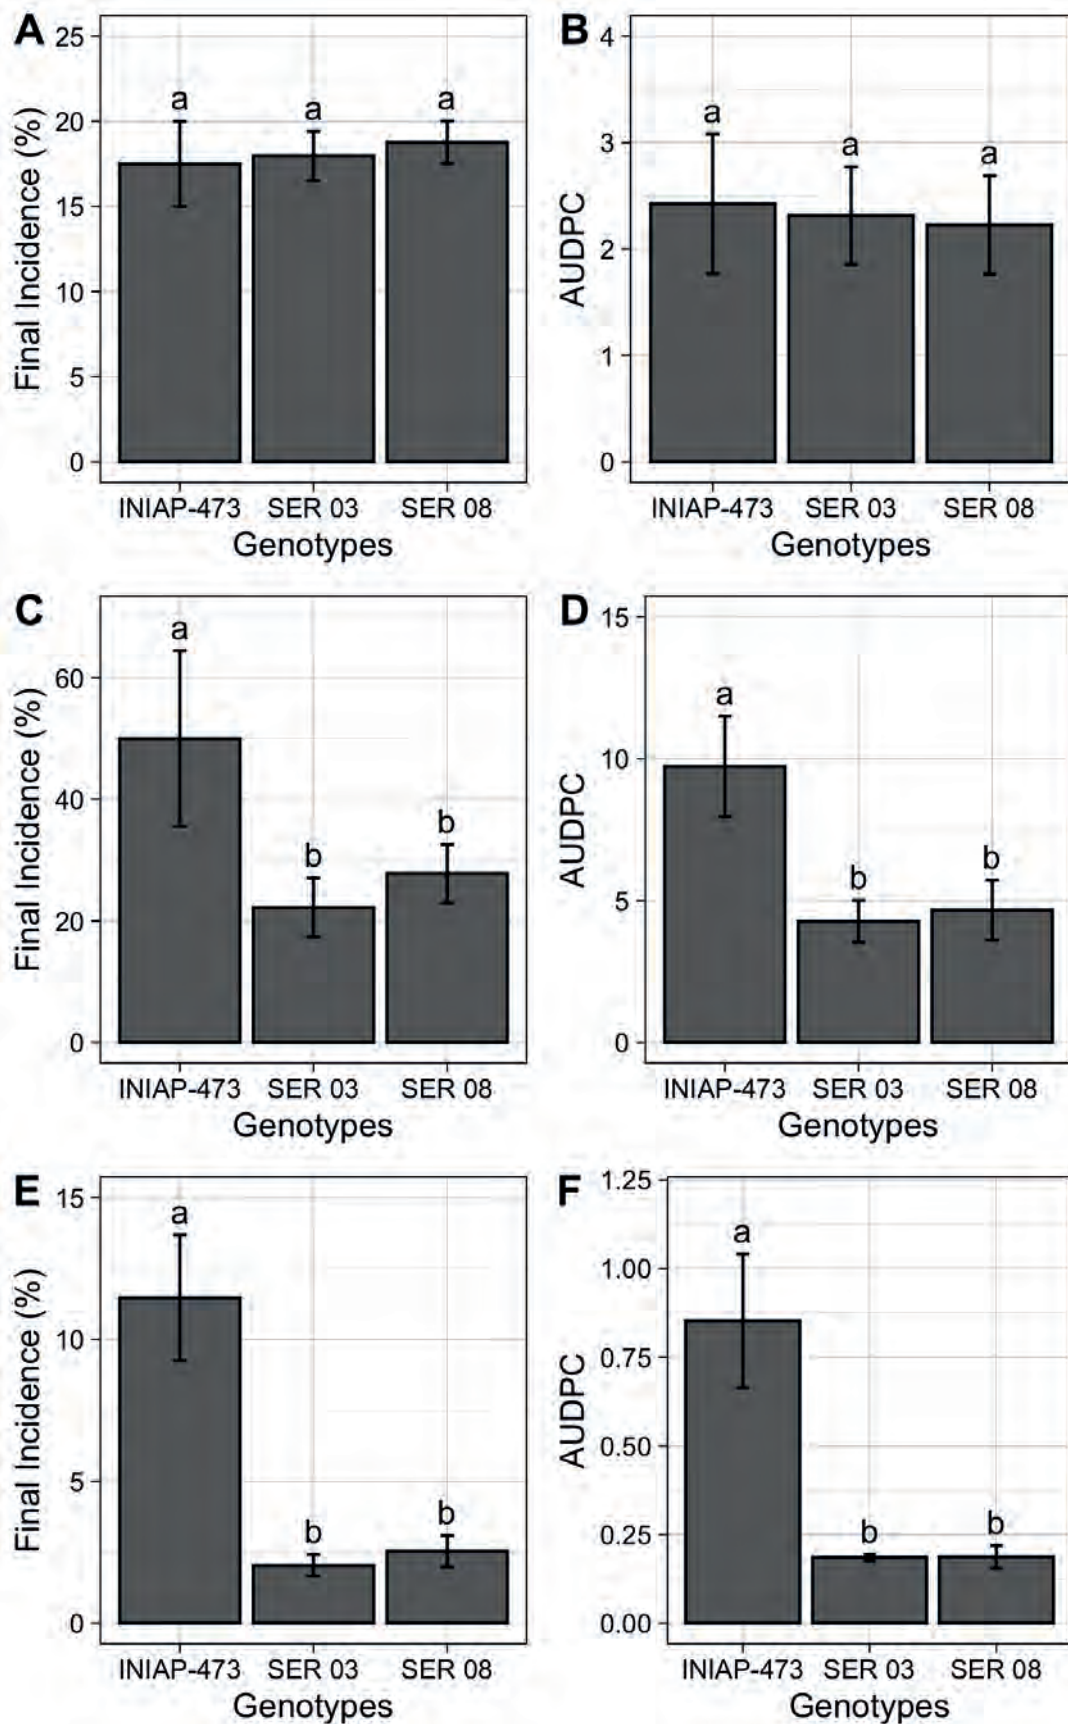 A
Final Incidence (%)
25
20
15
10
5
0
a a a
INIAP-473 SER 03 SER 08
Genotypes
B
AUDPC
4
3
2
1
0
a a a
INIAP-473 SER 03 SER 08
Genotypes
C
Final Incidence (%)
60
40
20
0
a b b
INIAP-473 SER 03 SER 08
Genotypes
D
AUDPC
15
10
5
0
a b b
INIAP-473 SER 03 SER 08
Genotypes
E
Final Incidence (%)
15
10
5
0
a b b
INIAP-473 SER 03 SER 08
Genotypes
F
AUDPC
1.25
1.00
0.75
0.50
0.25
0.00
a b b
INIAP-473 SER 03 SER 08
Genotypes